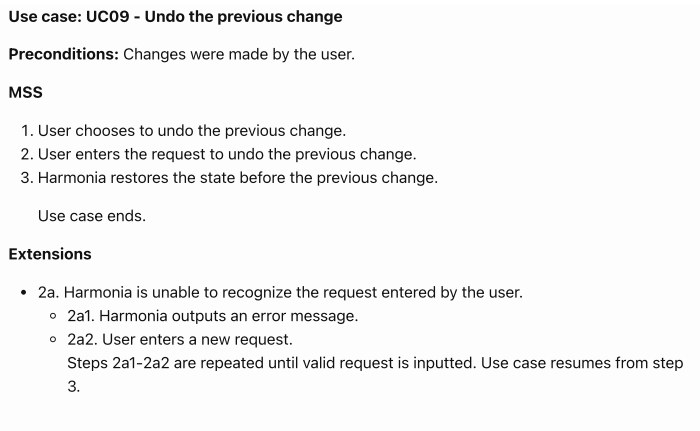 Use case: UC09 - Undo the previous change
Preconditions: Changes were made by the user.
MSS
1. User chooses to undo the previous change.
2. User enters the request to undo the previous change.
3. Harmonia restores the state before the previous change.
Use case ends.
Extensions
• 2a. Harmonia is unable to recognize the request entered by the user.
◦ 2a1. Harmonia outputs an error message.
◦ 2a2. User enters a new request.
Steps 2a1-2a2 are repeated until valid request is inputted. Use case resumes from step
3.